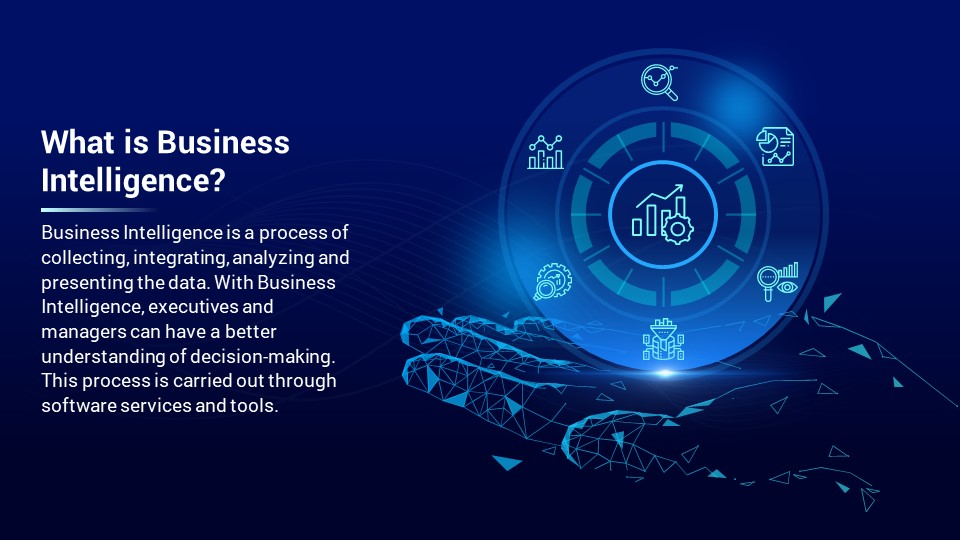 What is Business
Intelligence?
Business Intelligence is a process of
collecting, integrating, analyzing and
presenting the data. With Business
Intelligence, executives and
managers can have a better
understanding of decision-making.
This process is carried out through
software services and tools.